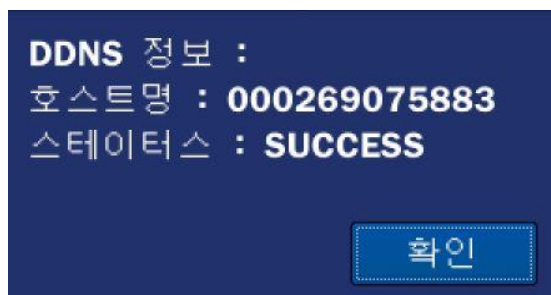 DDNS 정보 :
호스트명 : 000269075883
스테이터스 : SUCCESS
확인